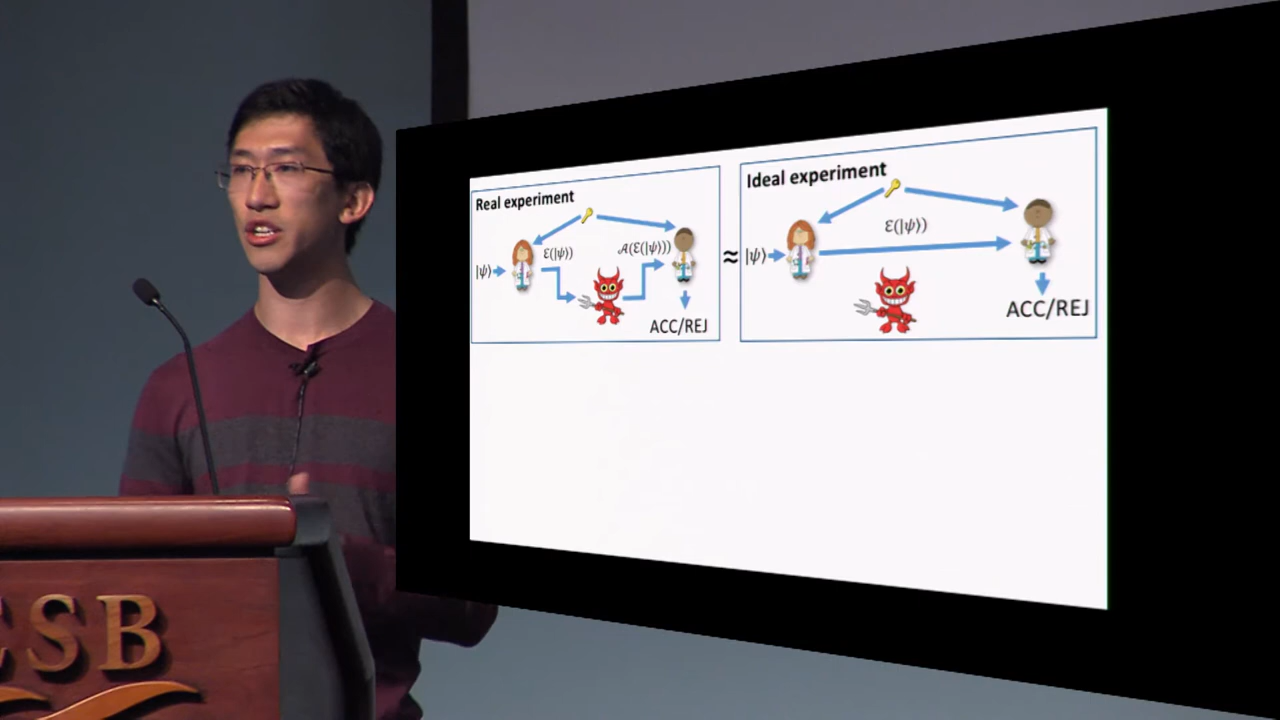 Real experiment
ℰ(|ψ⟩)
𝒜(ℰ(|ψ⟩))
|ψ⟩
ACC/REJ
≈
Ideal experiment
ℰ(|ψ⟩)
|ψ⟩
ACC/REJ
SB